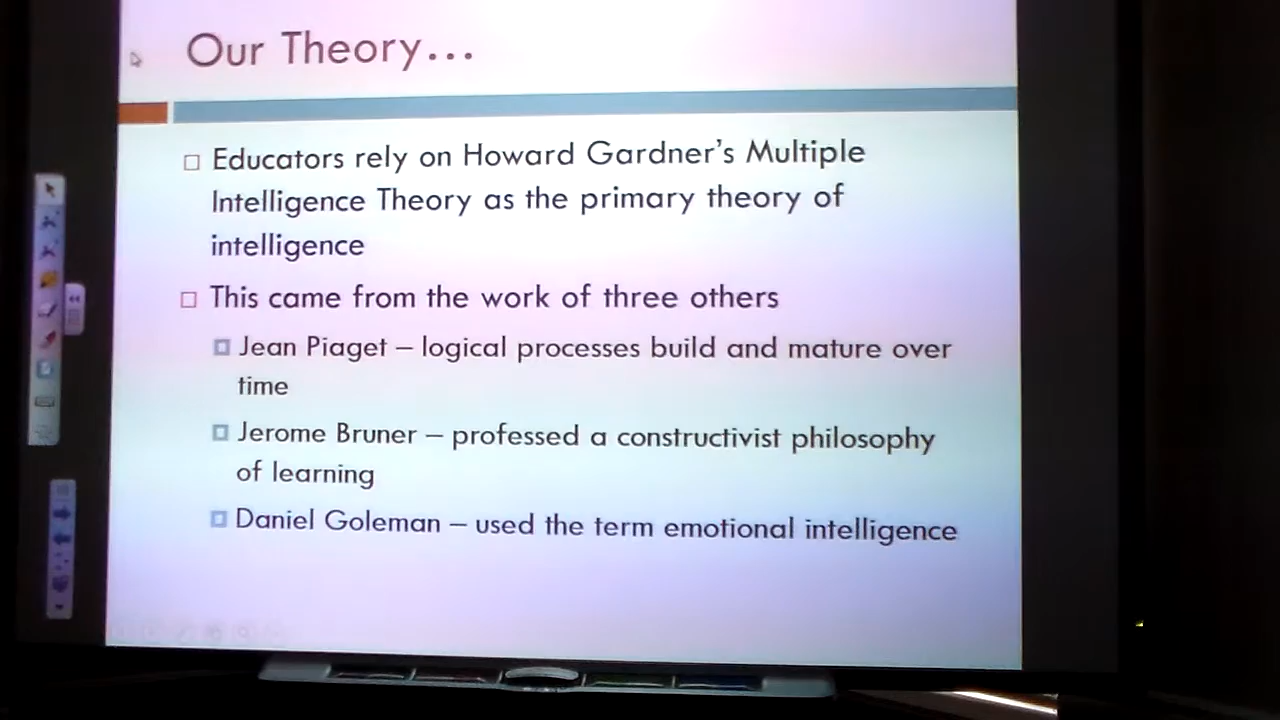 Our Theory...
Educators rely on Howard Gardner's Multiple
Intelligence Theory as the primary theory of
intelligence
This came from the work of three others
Jean Piaget – logical processes build and mature over
time
Jerome Bruner – professed a constructivist philosophy
of learning
Daniel Goleman – used the term emotional intelligence